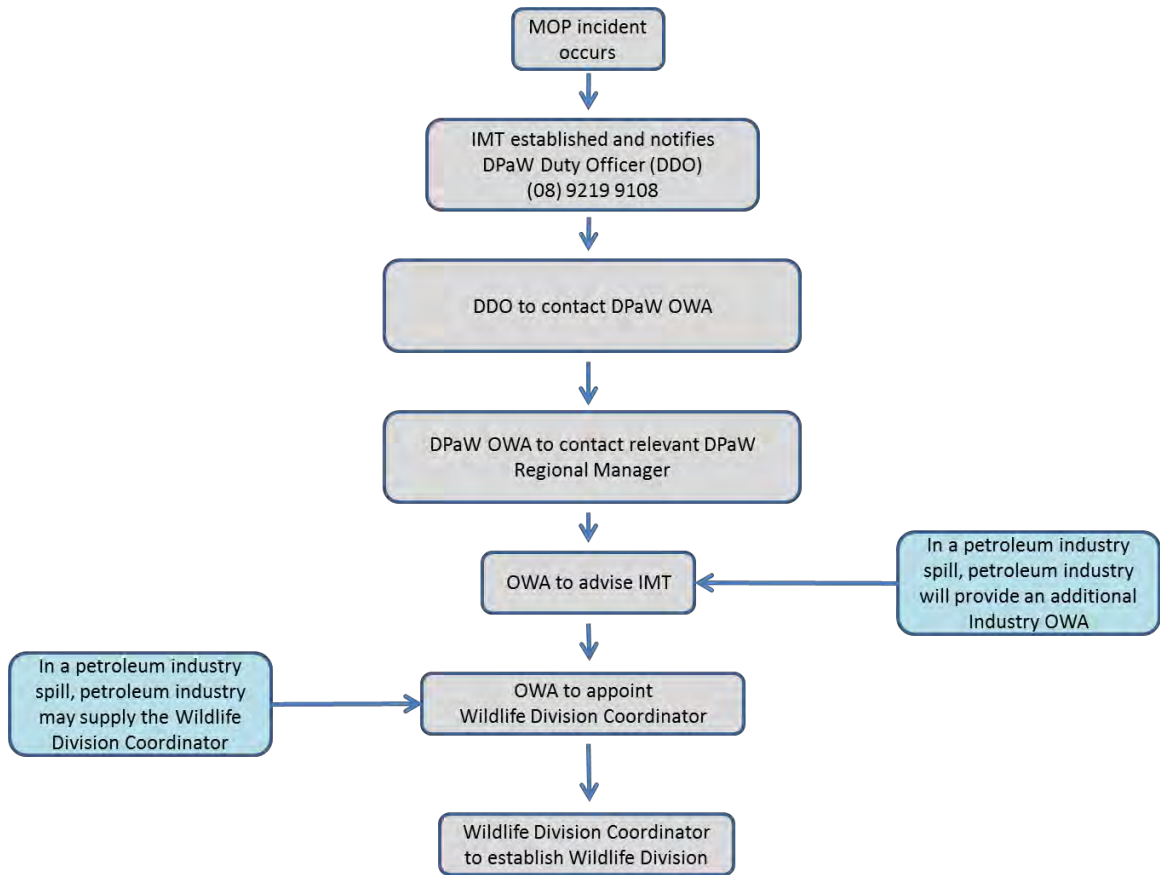 MOP incident
occurs
IMT established and notifies
DPaW Duty Officer (DDO)
(08) 9219 9108
DDO to contact DPaW OWA
DPaW OWA to contact relevant DPaW
Regional Manager
OWA to advise IMT
In a petroleum industry
spill, petroleum industry
will provide an additional
Industry OWA
In a petroleum industry
spill, petroleum industry
may supply the Wildlife
Division Coordinator
OWA to appoint
Wildlife Division Coordinator
Wildlife Division Coordinator
to establish Wildlife Division